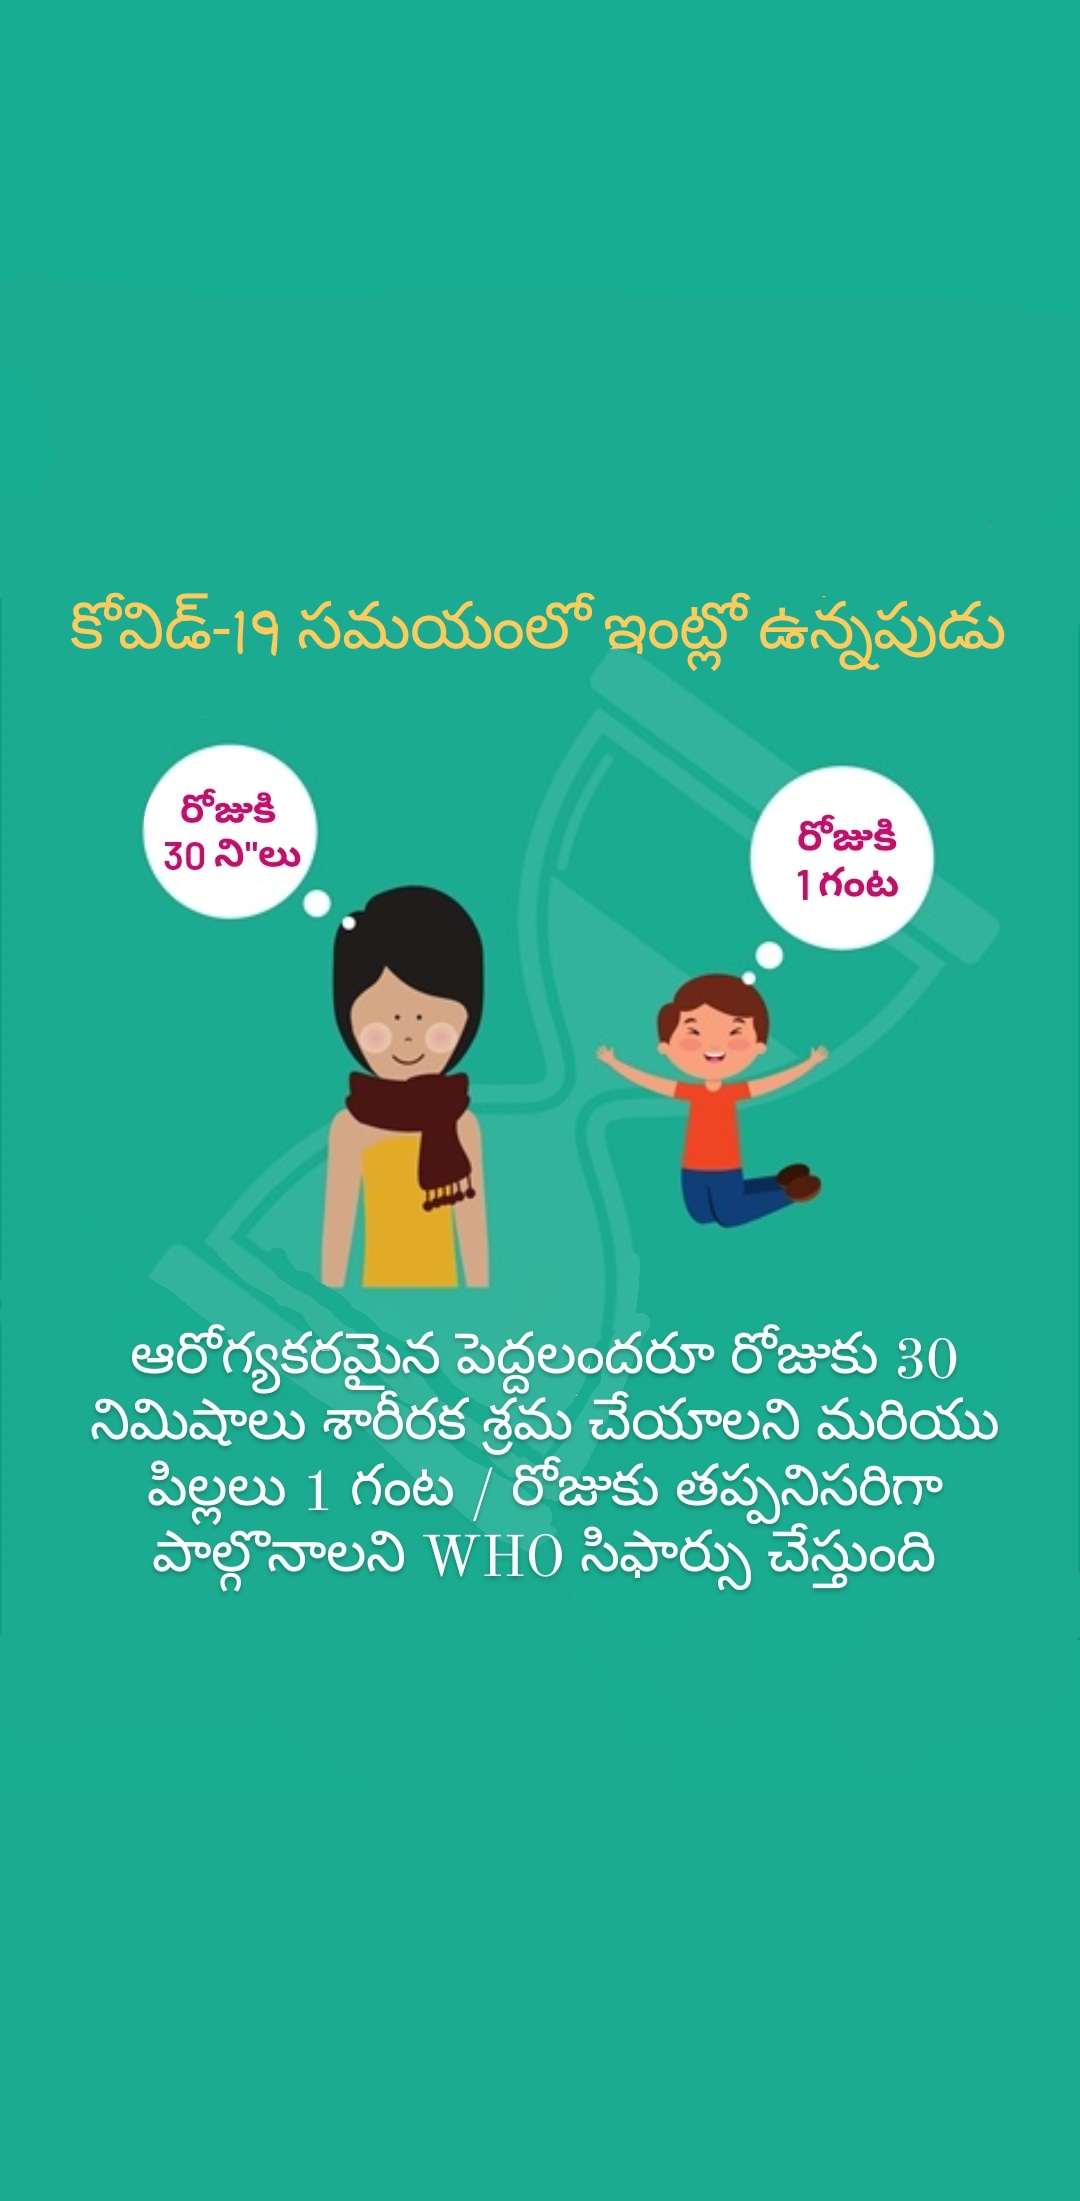 కోవిడ్-19 సమయంలో ఇంట్లో ఉన్నపుడు
రోజుకి
30 ని"లు
రోజుకి
1 గంట
ఆరోగ్యకరమైన పెద్దలందరూ రోజుకు 30
నిమిషాలు శారీరక శ్రమ చేయాలని మరియు
పిల్లలు 1 గంట / రోజుకు తప్పనిసరిగా
పాల్గొనాలని WHO సిఫార్సు చేస్తుంది